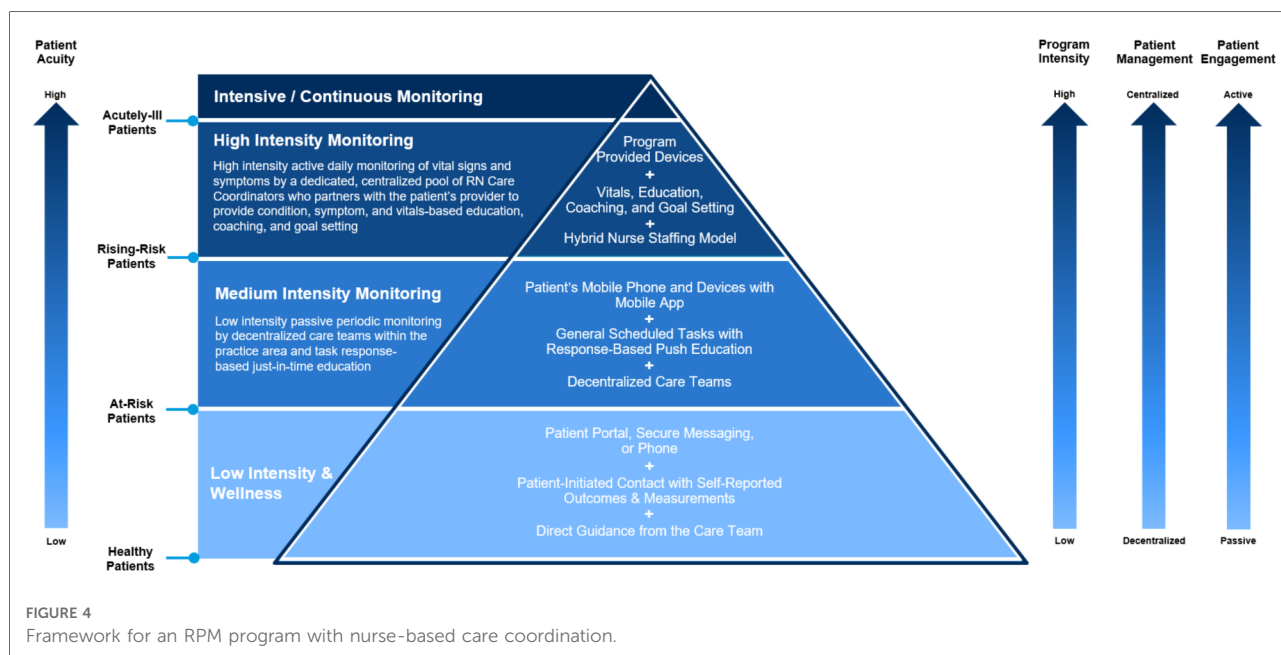 Patient
Acuity
High
Low
Acutely-Ill
Patients
Rising-Risk
Patients
At-Risk
Patients
Healthy
Patients
Intensive / Continuous Monitoring
High Intensity Monitoring
High intensity active daily monitoring of vital signs and
symptoms by a dedicated, centralized pool of RN Care
Coordinators who partners with the patient's provider to
provide condition, symptom, and vitals-based education,
coaching, and goal setting
Program
Provided Devices
+
Vitals, Education,
Coaching, and Goal Setting
+
Hybrid Nurse Staffing Model
Medium Intensity Monitoring
Low intensity passive periodic monitoring
by decentralized care teams within the
practice area and task response-
based just-in-time education
Patient's Mobile Phone and Devices with
Mobile App
+
General Scheduled Tasks with
Response-Based Push Education
+
Decentralized Care Teams
Low Intensity &
Wellness
Patient Portal, Secure Messaging,
or Phone
+
Patient-Initiated Contact with Self-Reported
Outcomes & Measurements
+
Direct Guidance from the Care Team
Program
Intensity
High
Low
Patient
Management
Centralized
Decentralized
Patient
Engagement
Active
Passive
FIGURE 4
Framework for an RPM program with nurse-based care coordination.